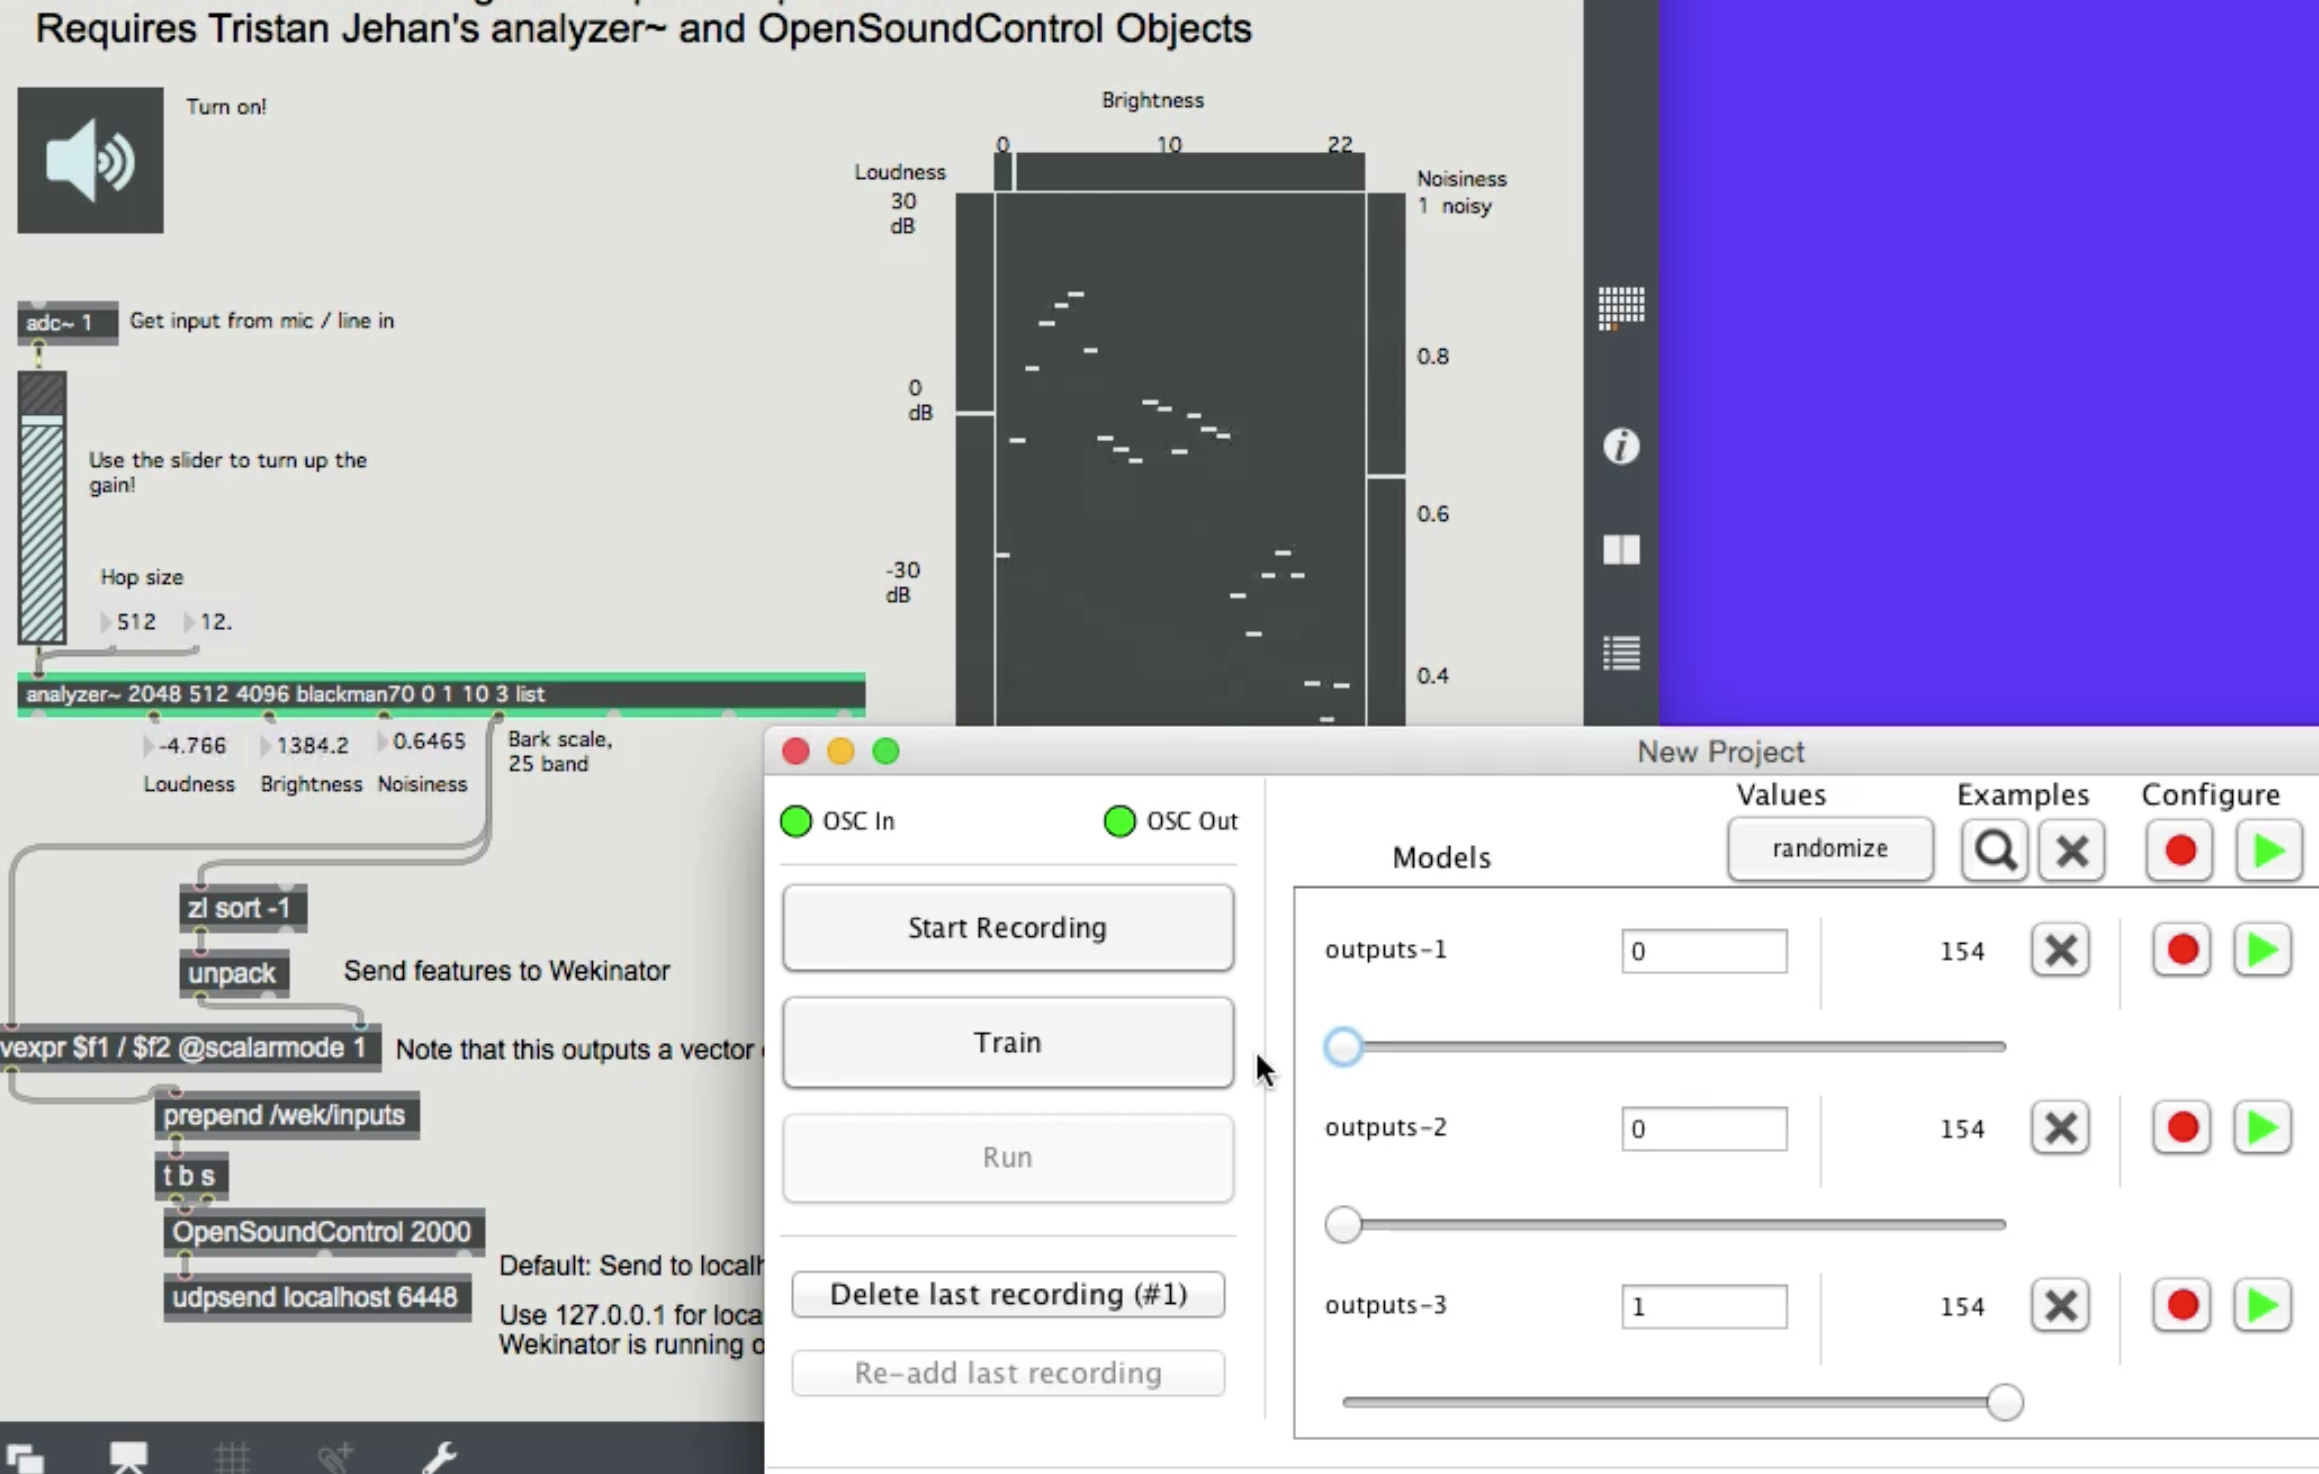 Requires Tristan Jehan's analyzer~ and OpenSoundControl Objects
Turn on!
Brightness
0 10 22
Loudness
30
dB
Noisiness
1 noisy
adc~ 1
Get input from mic / line in
0.8
0
dB
Use the slider to turn up the
gain!
0.6
-30
dB
Hop size
512 12.
0.4
analyzer~ 2048 512 4096 blackman70 0 1 10 3 list
-4.766 1384.2 0.6465
Loudness Brightness Noisiness
Bark scale,
25 band
zl sort -1
unpack
Send features to Wekinator
vexpr $f1 / $f2 @scalarmode 1
Note that this outputs a vector
prepend /wek/inputs
t b s
OpenSoundControl 2000
Default: Send to localh
udpsend localhost 6448
Use 127.0.0.1 for loca
Wekinator is running o
New Project
OSC In
OSC Out
Values Examples Configure
Models
randomize
Start Recording
Train
Run
Delete last recording (#1)
Re-add last recording
outputs-1 0 154
outputs-2 0 154
outputs-3 1 154